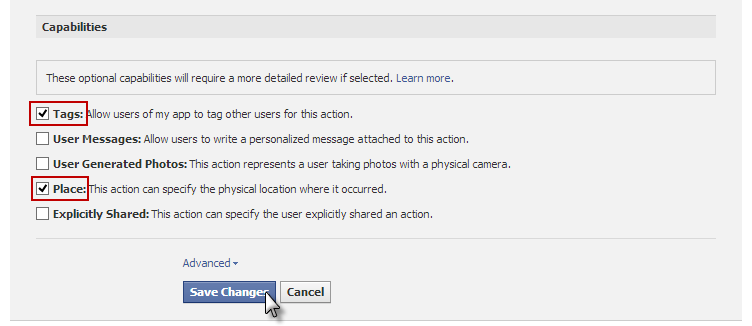 Capabilities
These optional capabilities will require a more detailed review if selected. Learn more.
Tags: Allow users of my app to tag other users for this action.
User Messages: Allow users to write a personalized message attached to this action.
User Generated Photos: This action represents a user taking photos with a physical camera.
Place: This action can specify the physical location where it occurred.
Explicitly Shared: This action can specify the user explicitly shared an action.
Advanced
Save Changes Cancel